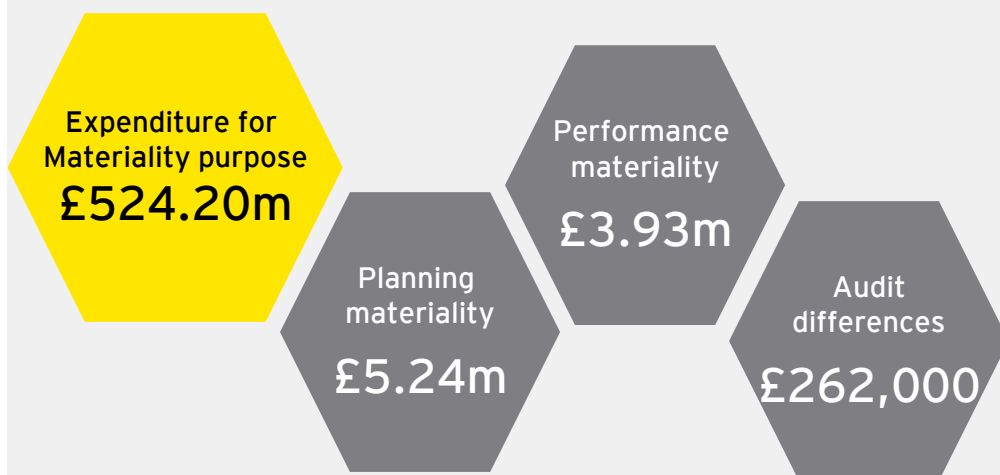 Expenditure for
Materiality purpose
£524.20m
Planning
materiality
£5.24m
Performance
materiality
£3.93m
Audit
differences
£262,000